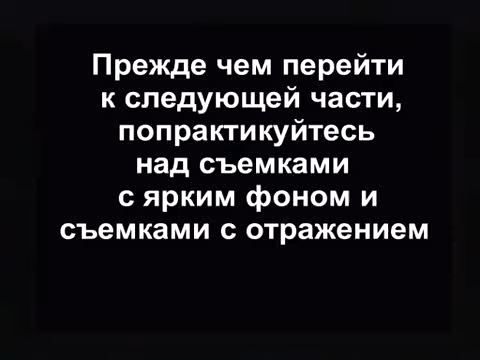 Прежде чем перейти
к следующей части,
попрактикуйтесь
над съемками
с ярким фоном и
съемками с отражением